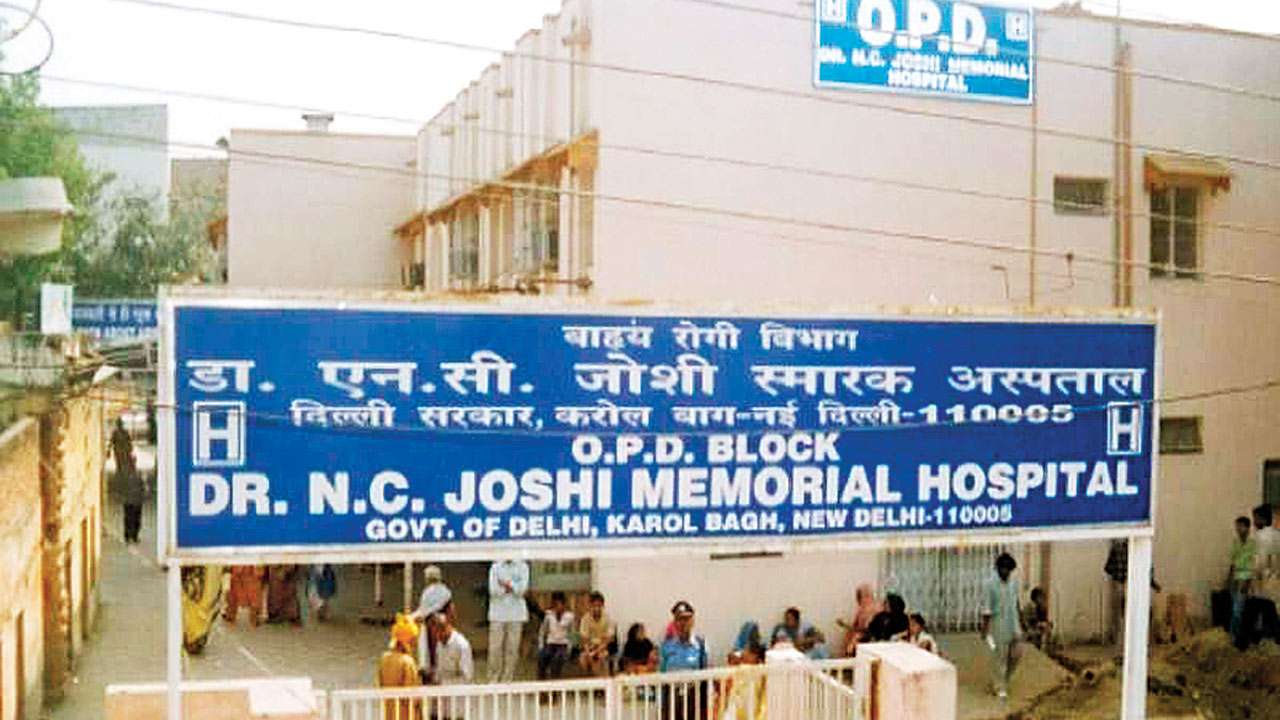 H O.P.D. H
DR. N.C. JOSHI MEMORIAL
HOSPITAL
बाहयं रोगी विभाग
डा. एन.सी. जोशी स्मारक अस्पताल
दिल्ली सरकार, करोल बाग-नई दिल्ली-110005
H O.P.D. BLOCK H
DR. N.C. JOSHI MEMORIAL HOSPITAL
GOVT. OF DELHI, KAROL BAGH, NEW DELHI-110005